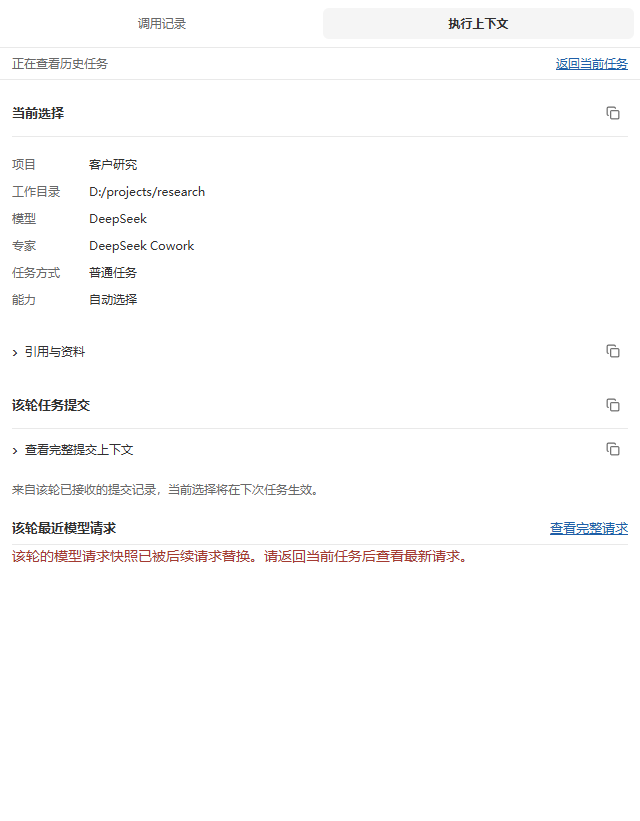 调用记录
执行上下文
正在查看历史任务
返回当前任务
当前选择
项目 客户研究
工作目录 D:/projects/research
模型 DeepSeek
专家 DeepSeek Cowork
任务方式 普通任务
能力 自动选择
引用与资料
该轮任务提交
查看完整提交上下文
来自该轮已接收的提交记录，当前选择将在下次任务生效。
该轮最近模型请求
查看完整请求
该轮的模型请求快照已被后续请求替换。请返回当前任务后查看最新请求。